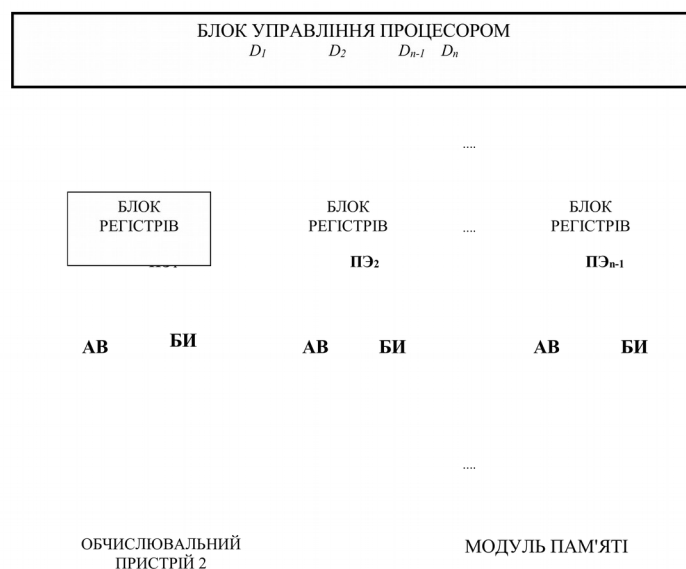 БЛОК УПРАВЛІННЯ ПРОЦЕСОРОМ
D1 D2 Dn-1 Dn
....
БЛОК РЕГІСТРІВ
БЛОК РЕГІСТРІВ
....
БЛОК РЕГІСТРІВ
ПЭ2
ПЭn-1
АВ БИ
АВ БИ
АВ БИ
....
ОБЧИСЛЮВАЛЬНИЙ
ПРИСТРІЙ 2
МОДУЛЬ ПАМ'ЯТІ